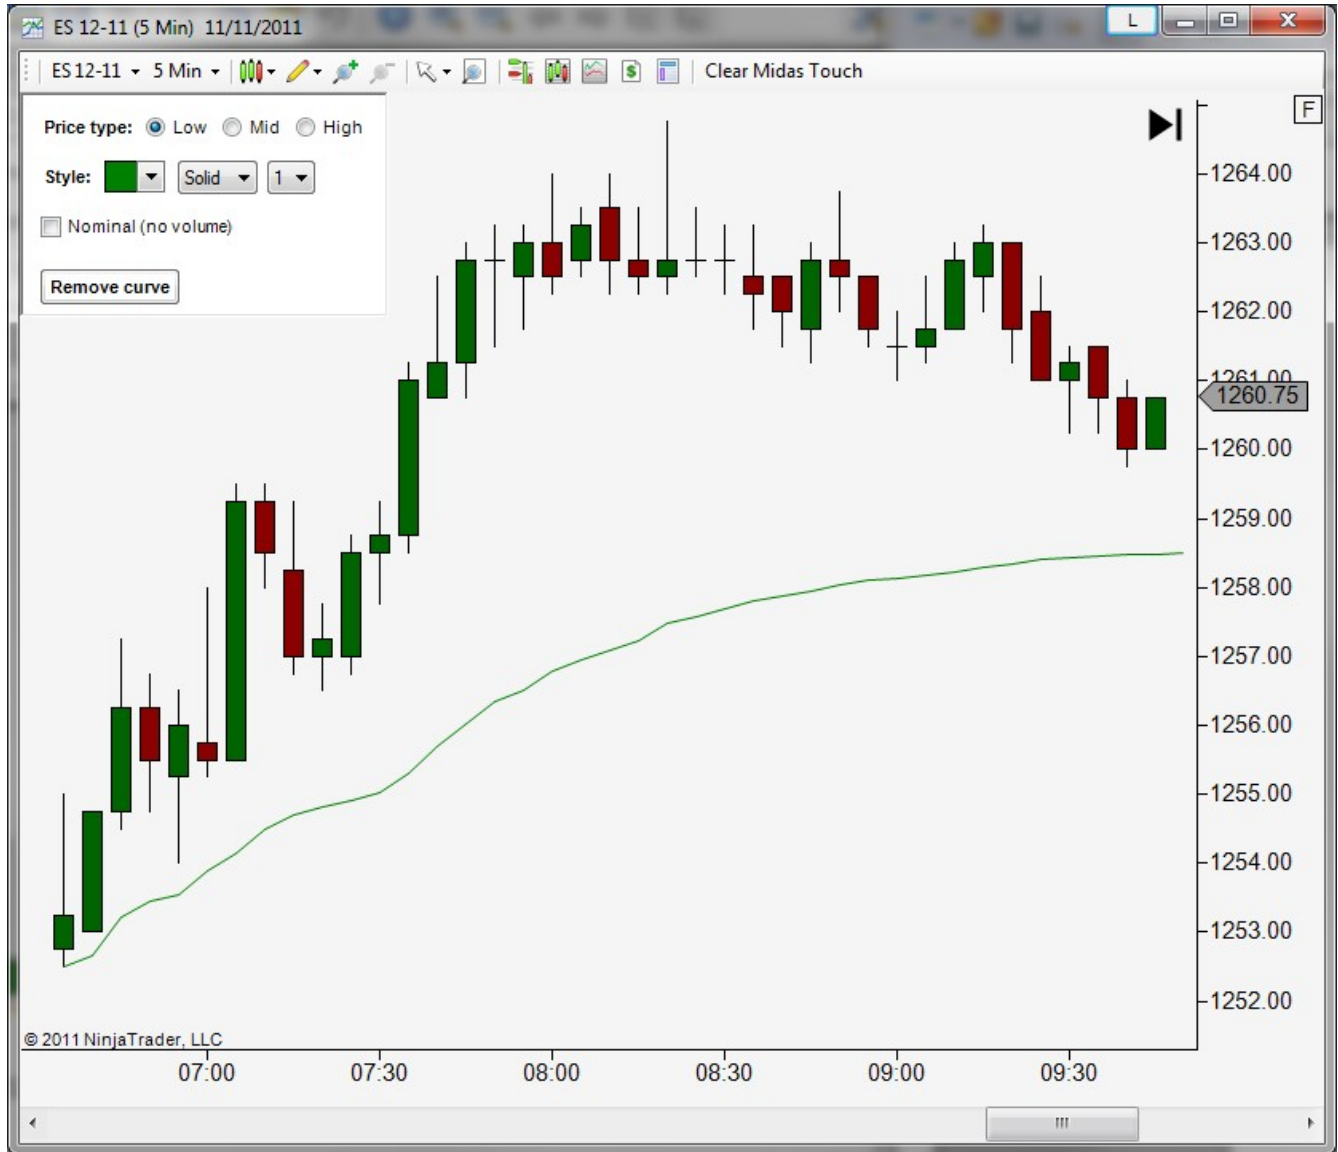 ES 12-11 (5 Min) 11/11/2011
L
ES 12-11 5 Min Clear Midas Touch
F
Price type: Low Mid High
Style: Solid 1
Nominal (no volume)
Remove curve
1264.00
1263.00
1262.00
1261.00
1260.75
1260.00
1259.00
1258.00
1257.00
1256.00
1255.00
1254.00
1253.00
1252.00
© 2011 NinjaTrader, LLC
07:00 07:30 08:00 08:30 09:00 09:30